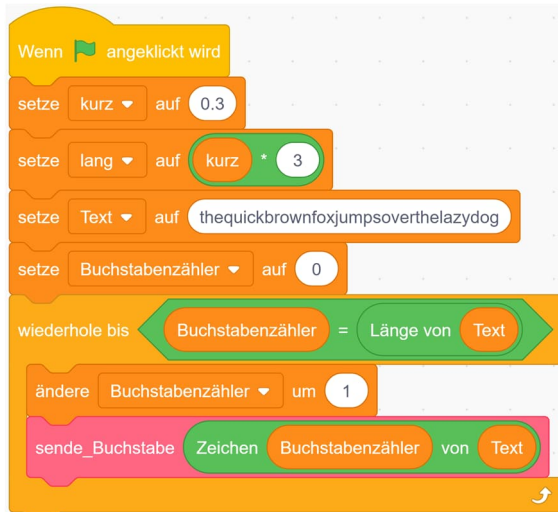 Wenn angeklickt wird
setze kurz auf 0.3
setze lang auf kurz * 3
setze Text auf thequickbrownfoxjumpsoverthelazydog
setze Buchstabenzähler auf 0
wiederhole bis Buchstabenzähler = Länge von Text
ändere Buchstabenzähler um 1
sende_Buchstabe Zeichen Buchstabenzähler von Text